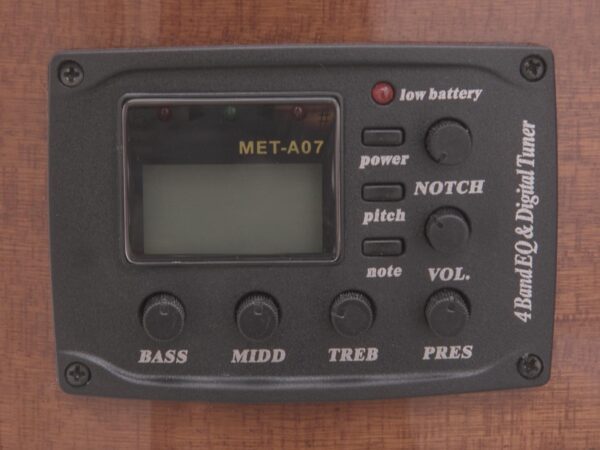 low battery
MET-A07
power
NOTCH
pitch
note
VOL.
BASS MIDD TREB PRES
4 Band EQ & Digital Tuner